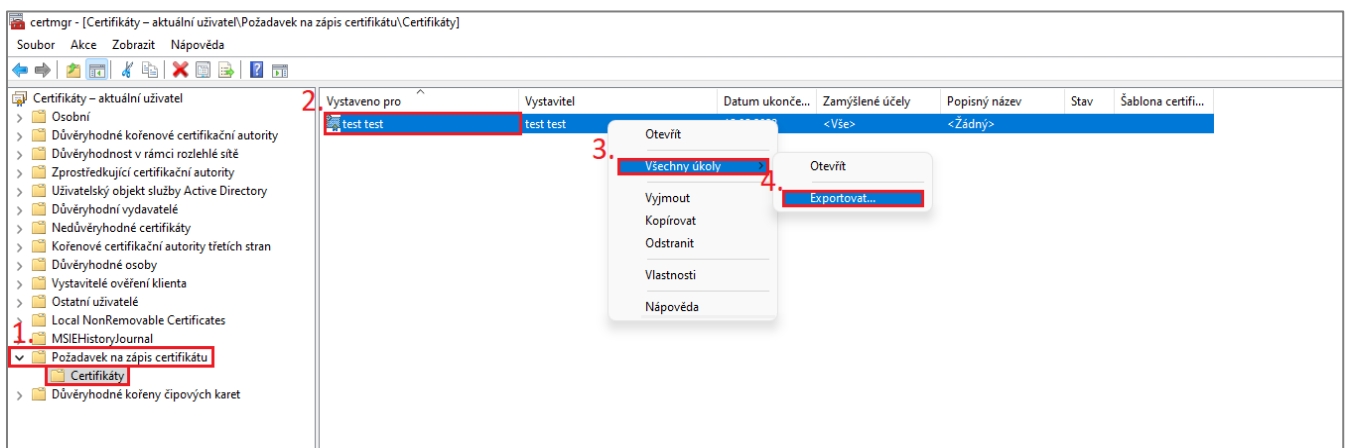 certmgr - [Certifikáty – aktuální uživatel\Požadavek na zápis certifikátu\Certifikáty]
Soubor Akce Zobrazit Nápověda
Certifikáty – aktuální uživatel
Osobní
Důvěryhodné kořenové certifikační autority
Důvěryhodnost v rámci rozlehlé sítě
Zprostředkující certifikační autority
Uživatelský objekt služby Active Directory
Důvěryhodní vydavatelé
Nedůvěryhodné certifikáty
Kořenové certifikační autority třetích stran
Důvěryhodné osoby
Vystavitelé ověření klienta
Ostatní uživatelé
Local NonRemovable Certificates
1.
MSIEHistoryJournal
Požadavek na zápis certifikátu
Certifikáty
Důvěryhodné kořeny čipových karet
2.
Vystaveno pro Vystavitel Datum ukonče... Zamýšlené účely Popisný název Stav Šablona certifi...
test test test test <Vše> <Žádný>
3.
Otevřít
Všechny úkoly
Vyjmout
Kopírovat
Odstranit
Vlastnosti
Nápověda
4.
Otevřít
Exportovat...